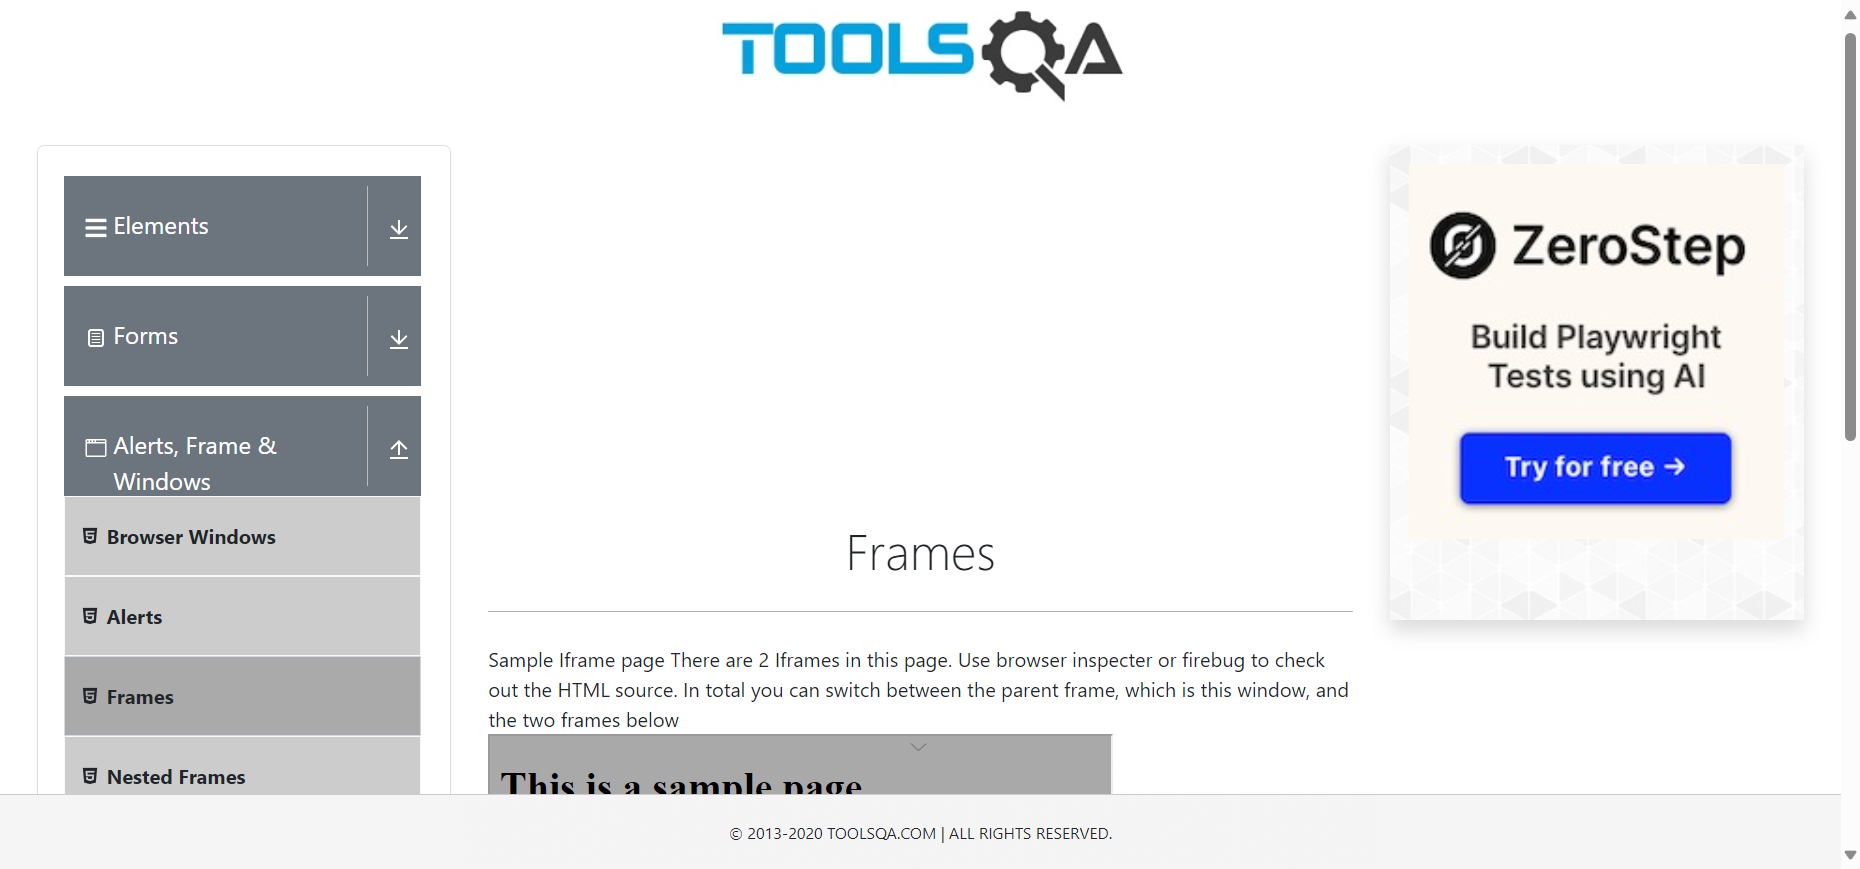 TOOLSQA
Elements
Forms
Alerts, Frame &
Windows
Browser Windows
Alerts
Frames
Nested Frames
Frames
Sample Iframe page There are 2 Iframes in this page. Use browser inspecter or firebug to check
out the HTML source. In total you can switch between the parent frame, which is this window, and
the two frames below
This is a sample page
ZeroStep
Build Playwright
Tests using AI
Try for free →
© 2013-2020 TOOLSQA.COM | ALL RIGHTS RESERVED.